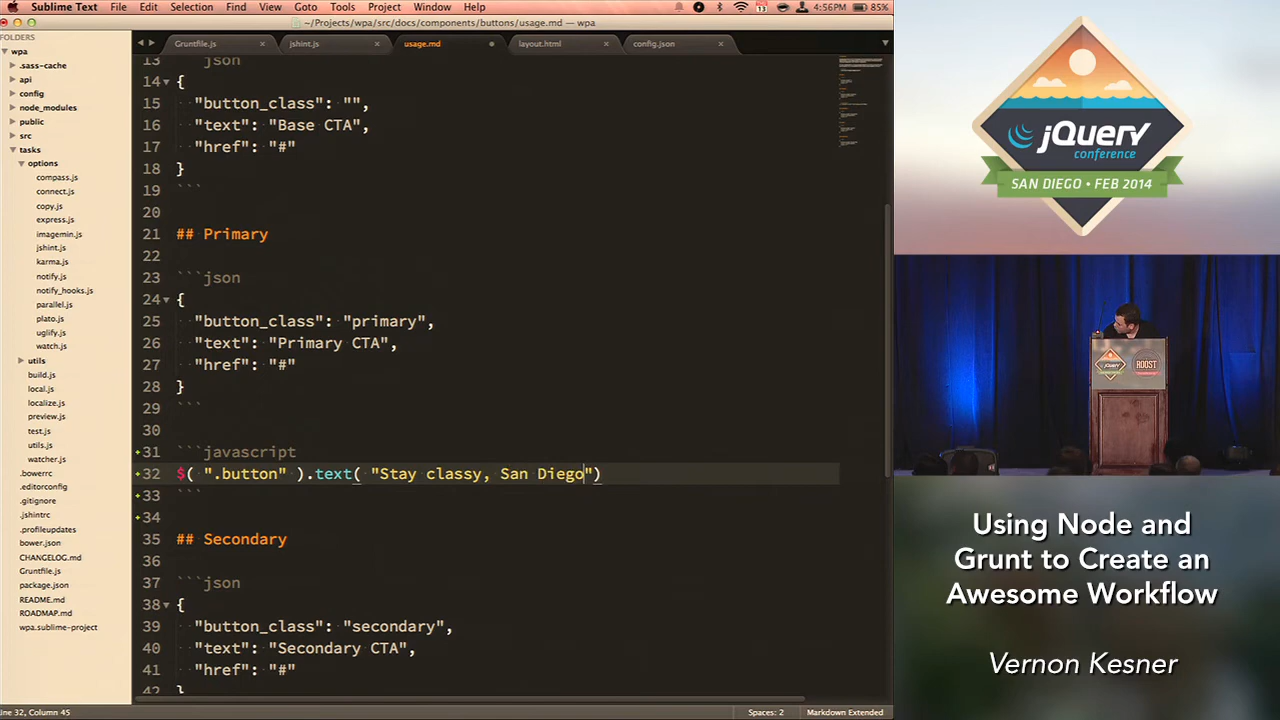 Sublime Text File Edit Selection Find View Goto Tools Project Window Help
13 4:56PM 85%
~/Projects/wpa/src/docs/components/buttons/usage.md — wpa
FOLDERS
wpa
.sass-cache
api
config
node_modules
public
src
tasks
options
compass.js
connect.js
copy.js
express.js
imagemin.js
jshint.js
karma.js
notify.js
notify_hooks.js
parallel.js
plato.js
uglify.js
watch.js
utils
build.js
local.js
localize.js
preview.js
test.js
utils.js
watcher.js
.bowerrc
.editorconfig
.gitignore
.jshintrc
.profileupdates
bower.json
CHANGELOG.md
Gruntfile.js
package.json
README.md
ROADMAP.md
wpa.sublime-project
Gruntfile.js jshint.js usage.md layout.html config.json
13 json
14 {
15 "button_class": "",
16 "text": "Base CTA",
17 "href": "#"
18 }
19 ```
20
21 ## Primary
22
23 ```json
24 {
25 "button_class": "primary",
26 "text": "Primary CTA",
27 "href": "#"
28 }
29 ```
30
31 ```javascript
32 $( ".button" ).text( "Stay classy, San Diego")
33 ```
34
35 ## Secondary
36
37 ```json
38 {
39 "button_class": "secondary",
40 "text": "Secondary CTA",
41 "href": "#"
42 }
Line 32, Column 45 Spaces: 2 Markdown Extended
jQuery
conference
SAN DIEGO • FEB 2014
ROOST
Using Node and
Grunt to Create an
Awesome Workflow
Vernon Kesner